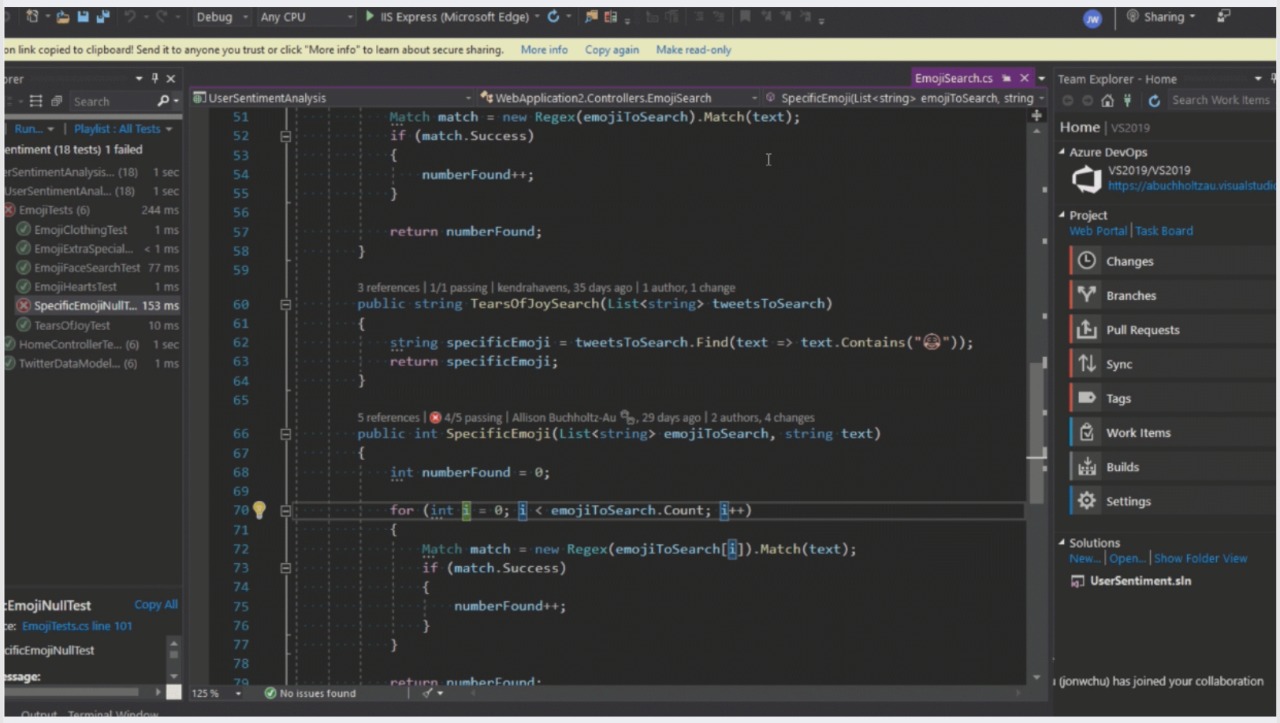 Debug Any CPU IIS Express (Microsoft Edge) JW Sharing
on link copied to clipboard! Send it to anyone you trust or click "More info" to learn about secure sharing. More info Copy again Make read-only
orer
Search
Run... Playlist : All Tests
entiment (18 tests) 1 failed
erSentimentAnalysis... (18) 1 sec
UserSentimentAnal... (18) 1 sec
EmojiTests (6) 244 ms
EmojiClothingTest 1 ms
EmojiExtraSpecial... < 1 ms
EmojiFaceSearchTest 77 ms
EmojiHeartsTest 1 ms
SpecificEmojiNullT... 153 ms
TearsOfJoyTest 10 ms
HomeControllerTe... (6) 1 sec
TwitterDataModel... (6) 1 ms
:EmojiNullTest Copy All
ce: EmojiTests.cs line 101
cificEmojiNullTest
ssage:
Output Terminal Window
EmojiSearch.cs
UserSentimentAnalysis WebApplication2.Controllers.EmojiSearch SpecificEmoji(List<string> emojiToSearch, string
51 Match match = new Regex(emojiToSearch).Match(text);
52 if (match.Success)
53 {
54 numberFound++;
55 }
56
57 return numberFound;
58 }
59
3 references | 1/1 passing | kendrahavens, 35 days ago | 1 author, 1 change
60 public string TearsOfJoySearch(List<string> tweetsToSearch)
61 {
62 string specificEmoji = tweetsToSearch.Find(text => text.Contains("😂"));
63 return specificEmoji;
64 }
65
5 references | 4/5 passing | Allison Buchholtz-Au, 29 days ago | 2 authors, 4 changes
66 public int SpecificEmoji(List<string> emojiToSearch, string text)
67 {
68 int numberFound = 0;
69
70 for (int i = 0; i < emojiToSearch.Count; i++)
71 {
72 Match match = new Regex(emojiToSearch[i]).Match(text);
73 if (match.Success)
74 {
75 numberFound++;
76 }
77 }
78
79 return numberFound;
125 % No issues found
Team Explorer - Home
Search Work Items
Home | VS2019
Azure DevOps
VS2019/VS2019
https://abuchholtzau.visualstudio
Project
Web Portal | Task Board
Changes
Branches
Pull Requests
Sync
Tags
Work Items
Builds
Settings
Solutions
New... | Open... | Show Folder View
UserSentiment.sln
(jonwchu) has joined your collaboration